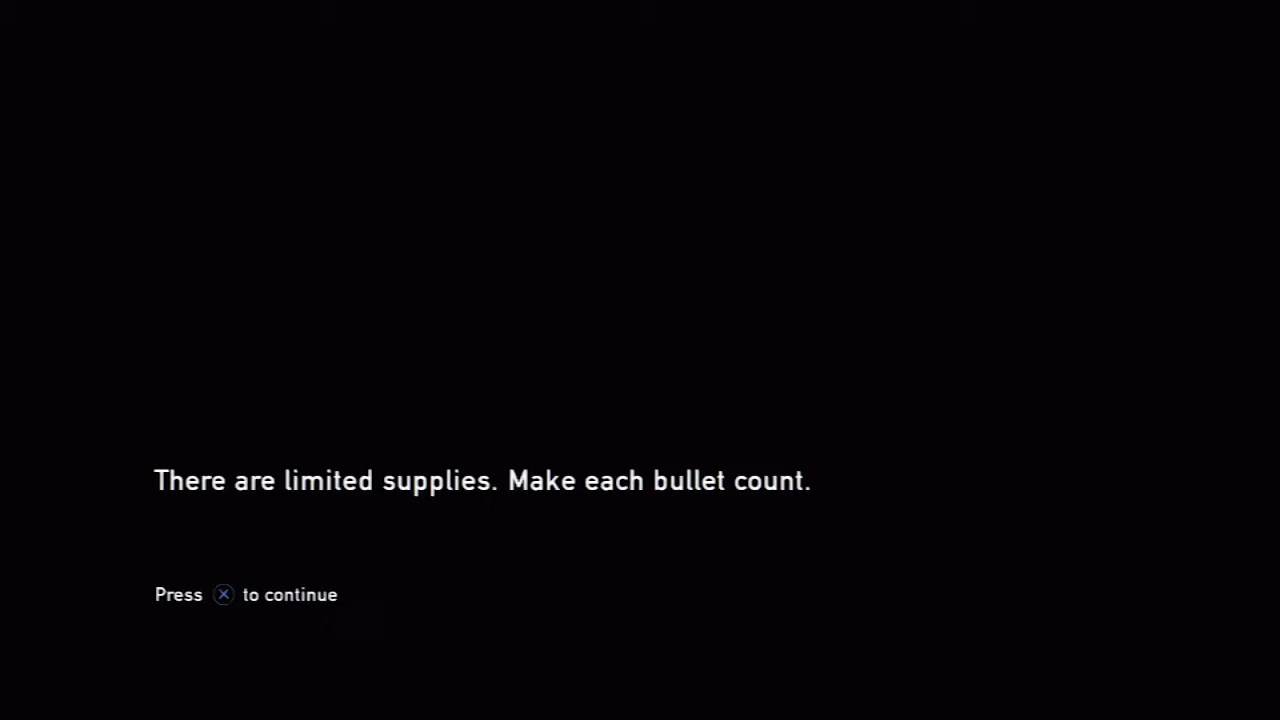 There are limited supplies. Make each bullet count.
Press ⓧ to continue